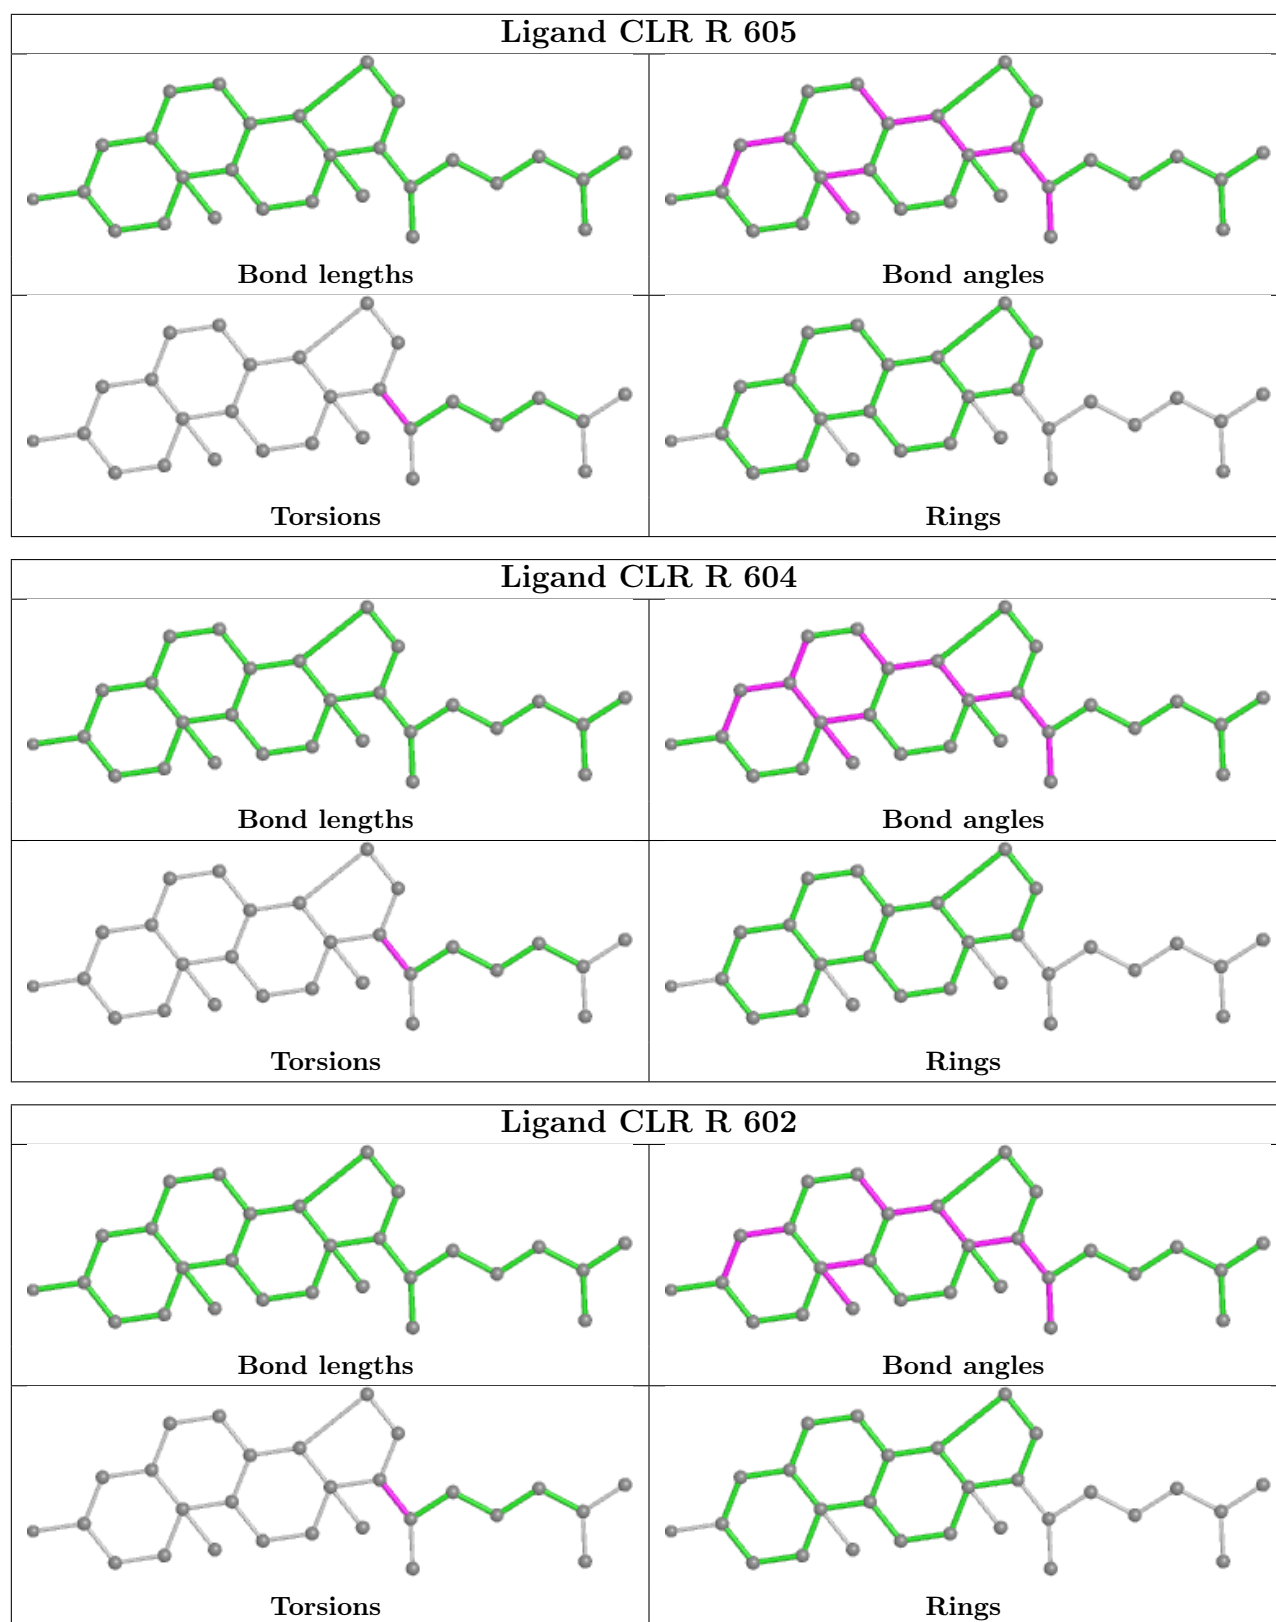 Ligand CLR R 605
Bond lengths
Bond angles
Torsions
Rings
Ligand CLR R 604
Bond lengths
Bond angles
Torsions
Rings
Ligand CLR R 602
Bond lengths
Bond angles
Torsions
Rings